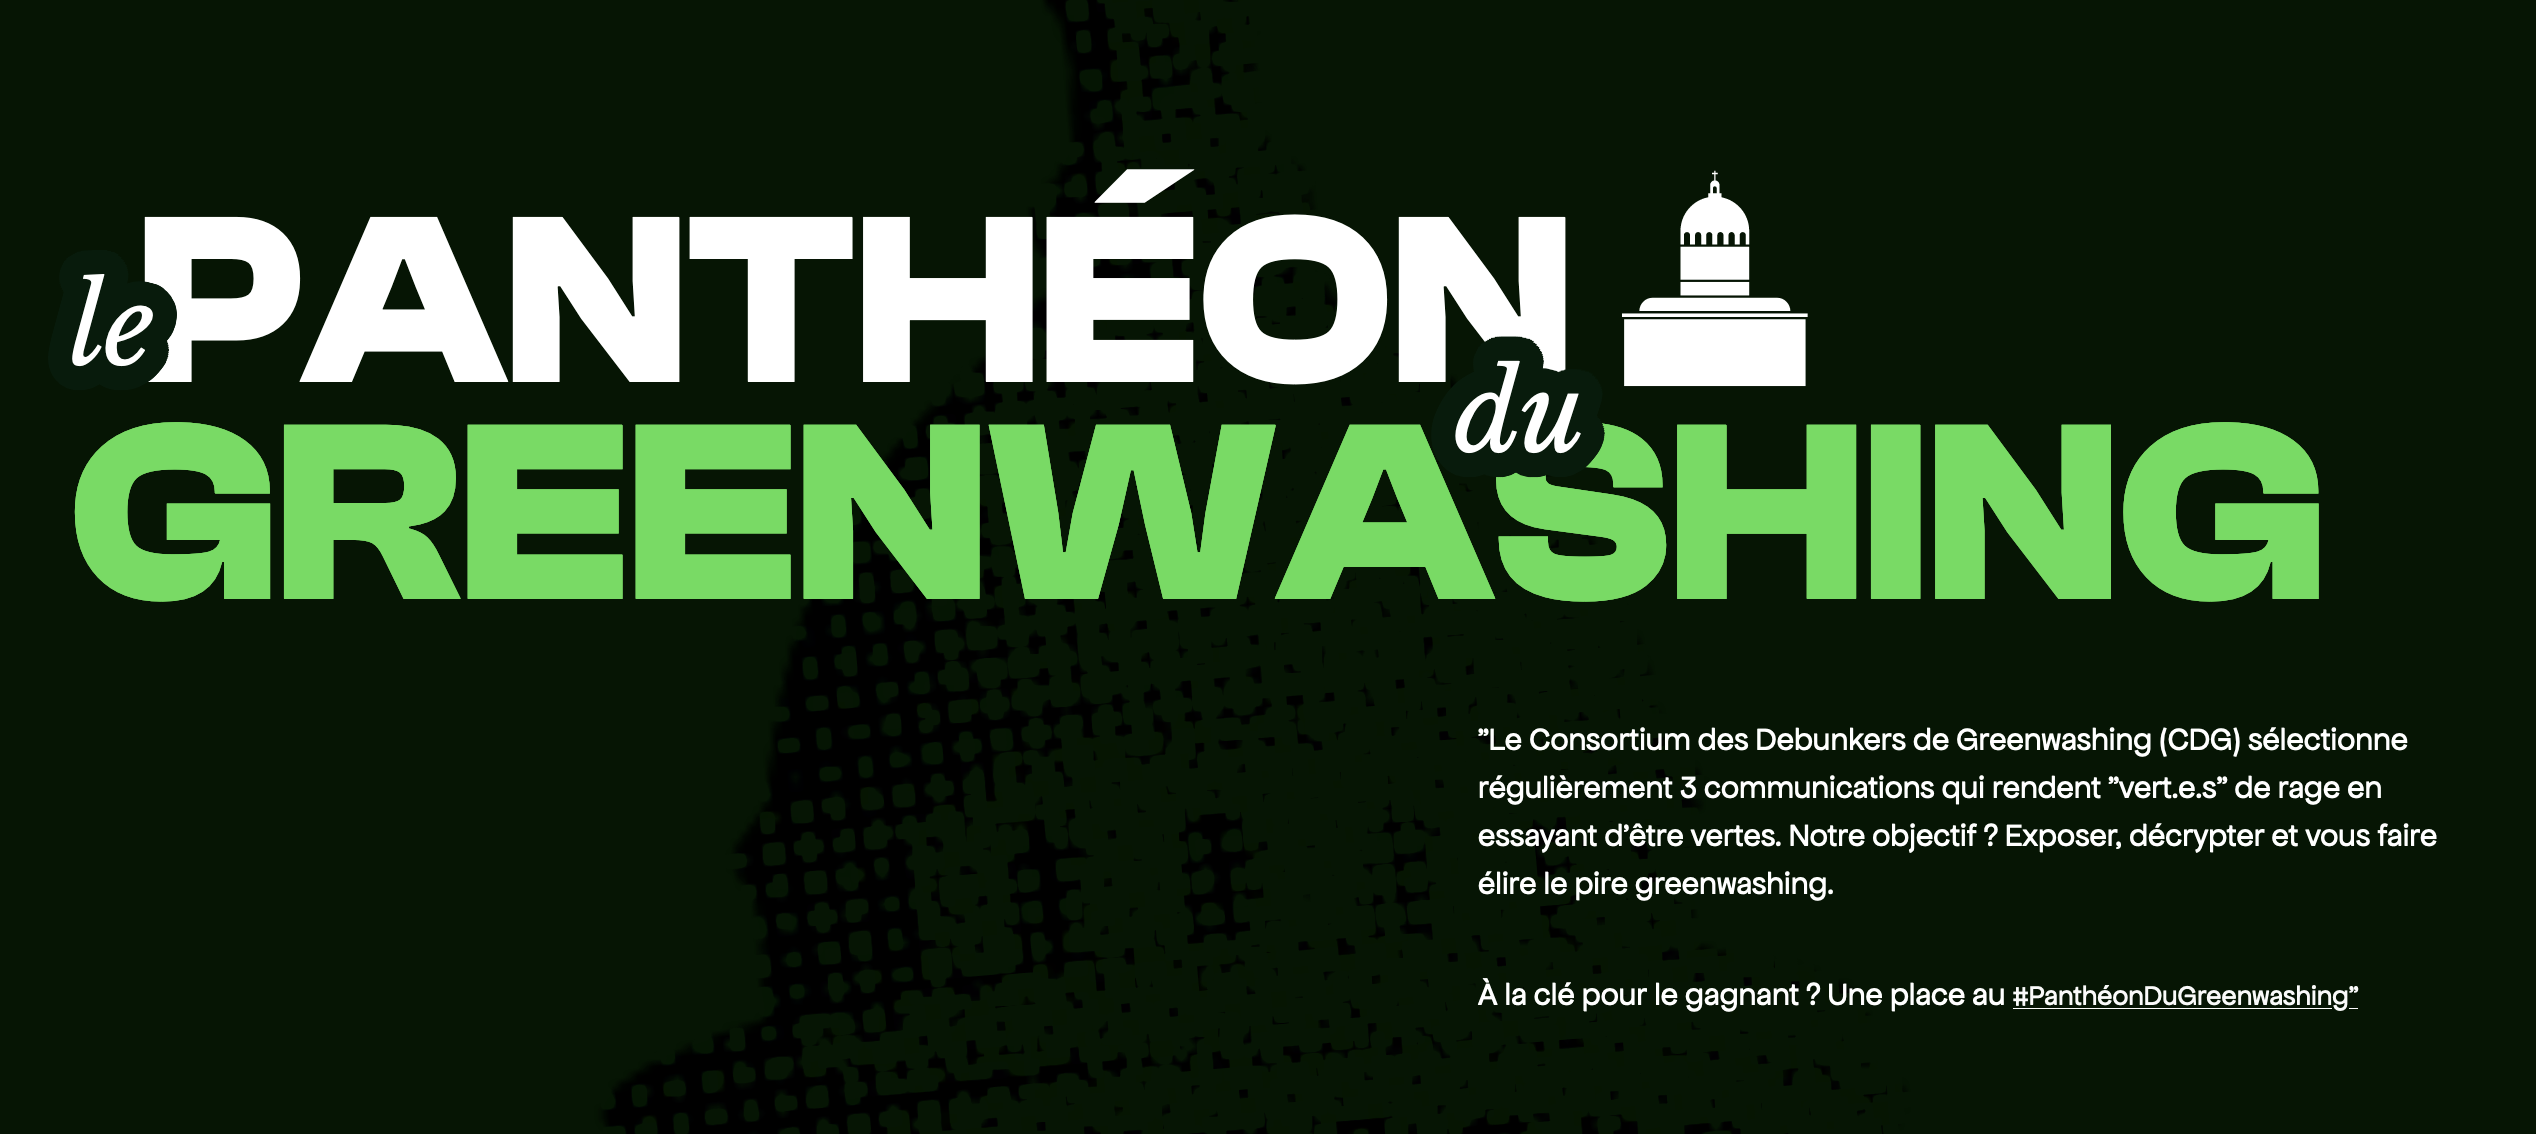 le PANTHÉON
du
GREENWASHING
”Le Consortium des Debunkers de Greenwashing (CDG) sélectionne
régulièrement 3 communications qui rendent ”vert.e.s” de rage en
essayant d’être vertes. Notre objectif ? Exposer, décrypter et vous faire
élire le pire greenwashing.
À la clé pour le gagnant ? Une place au #PanthéonDuGreenwashing”